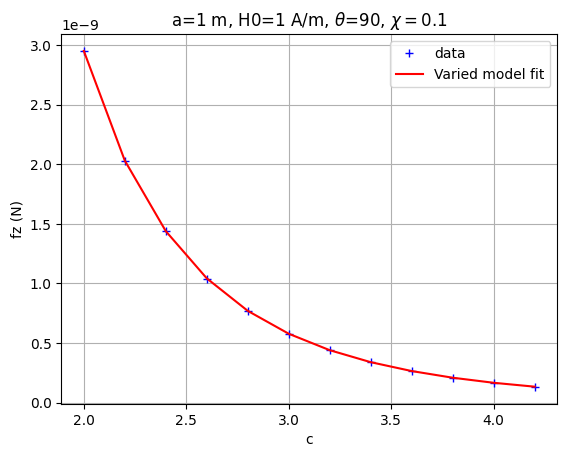 a=1 m, H0=1 A/m, θ=90, χ = 0.1
1e−9
data
Varied model fit
3.0
2.5
2.0
1.5
1.0
0.5
0.0
fz (N)
2.0 2.5 3.0 3.5 4.0
c